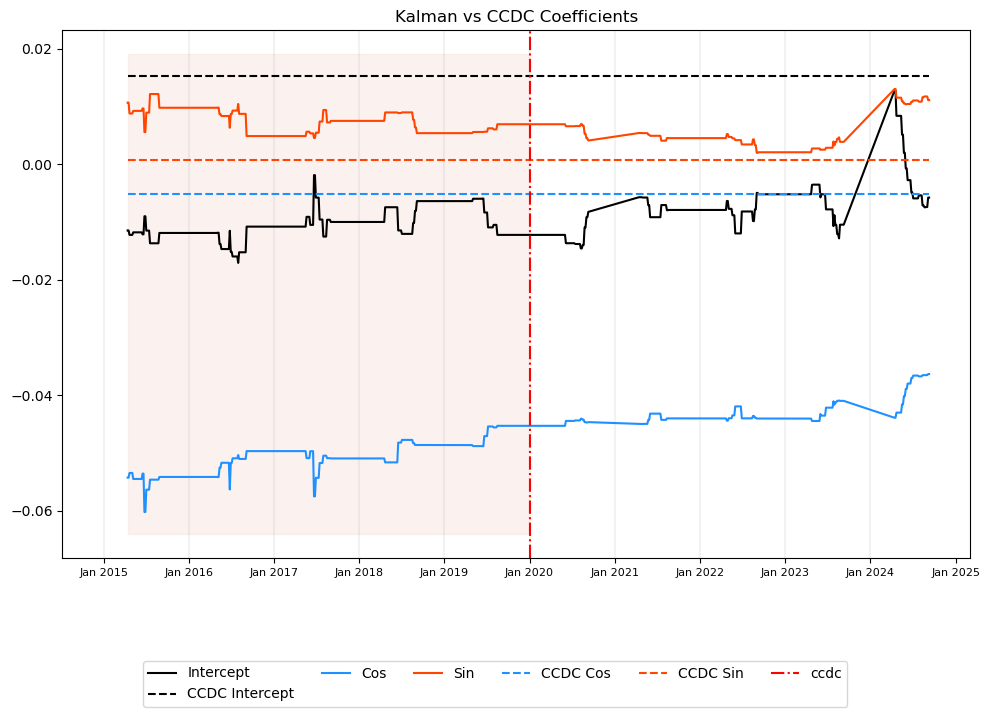 Kalman vs CCDC Coefficients
0.02
0.00
−0.02
−0.04
−0.06
Jan 2015 Jan 2016 Jan 2017 Jan 2018 Jan 2019 Jan 2020 Jan 2021 Jan 2022 Jan 2023 Jan 2024 Jan 2025
Intercept Cos Sin CCDC Cos CCDC Sin ccdc
CCDC Intercept